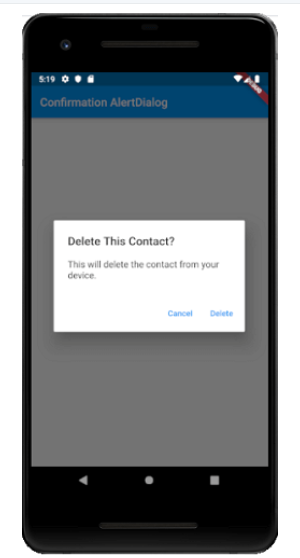 5:19
Confirmation AlertDialog
Delete This Contact?
This will delete the contact from your
device.
Cancel
Delete